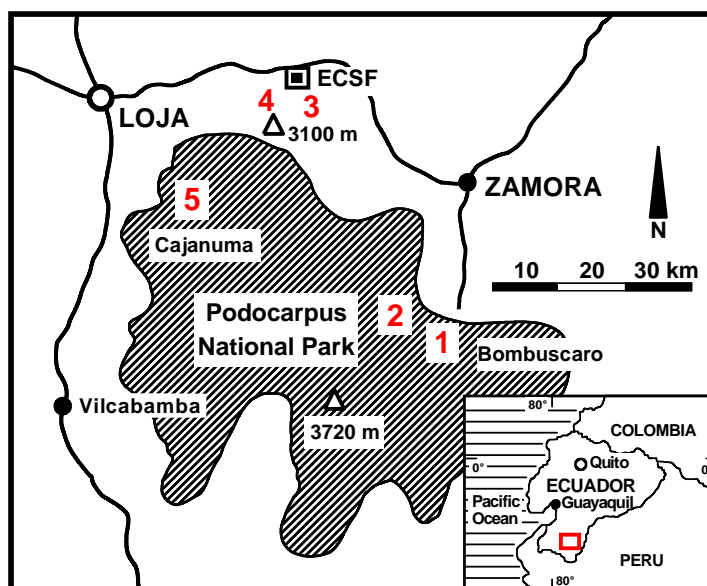 ECSF
4
3
LOJA
3100 m
ZAMORA
5
N
Cajanuma
10 20 30 km
Podocarpus
National Park
2
1
Bombuscaro
Vilcabamba
3720 m
80°
COLOMBIA
0°
Quito
0
ECUADOR
Pacific
Ocean
Guayaquil
PERU
80°